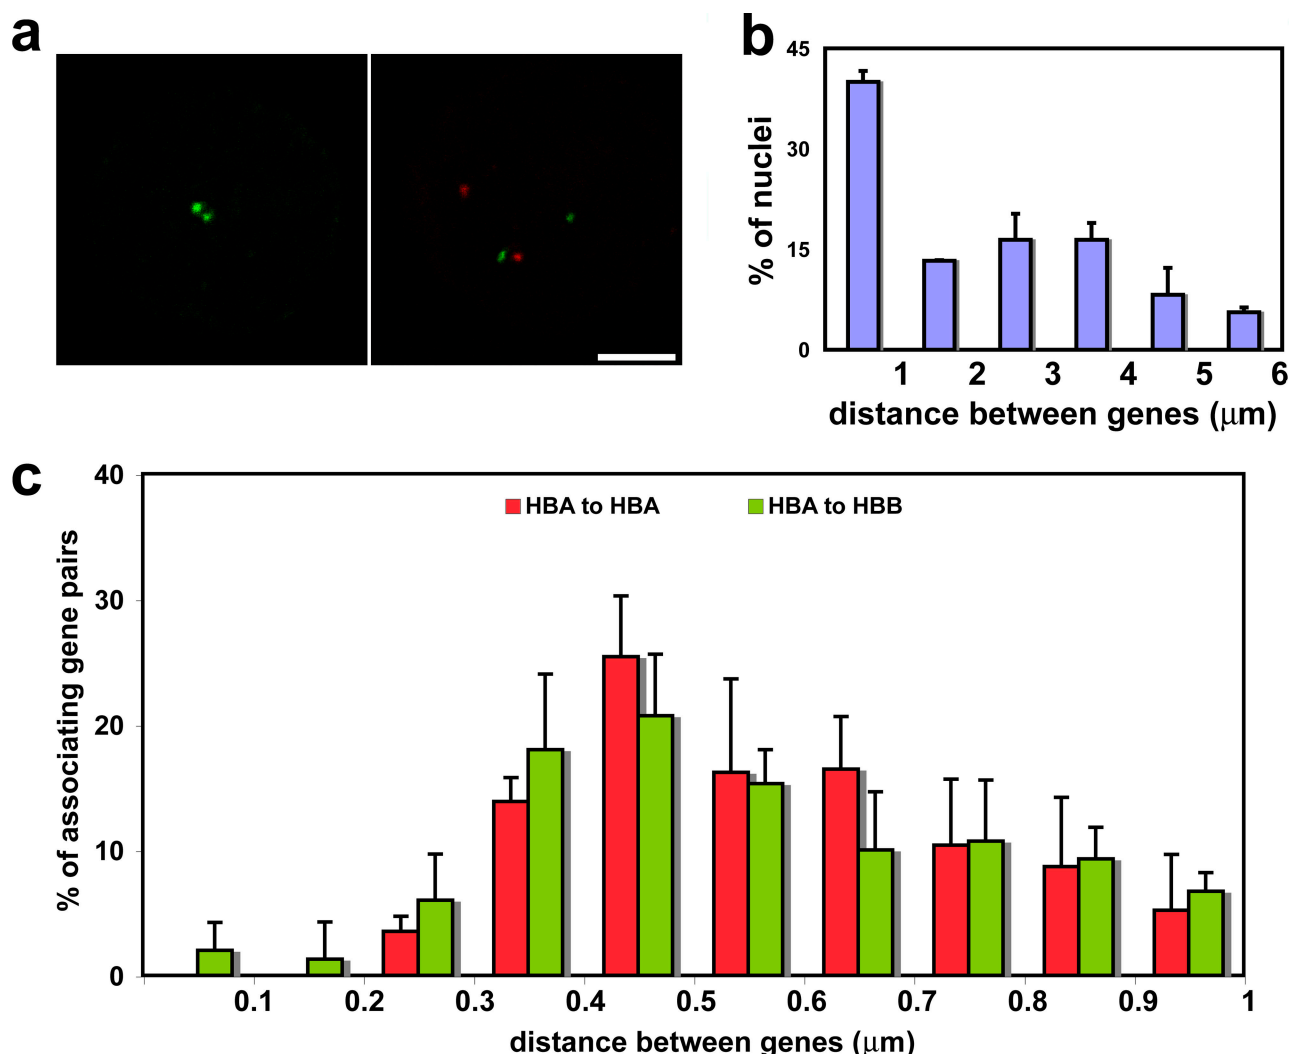 a
b
45
30
15
0
% of nuclei
1 2 3 4 5 6
distance between genes (μm)
c
40
30
20
10
0
% of associating gene pairs
HBA to HBA HBA to HBB
0.1 0.2 0.3 0.4 0.5 0.6 0.7 0.8 0.9 1
distance between genes (μm)